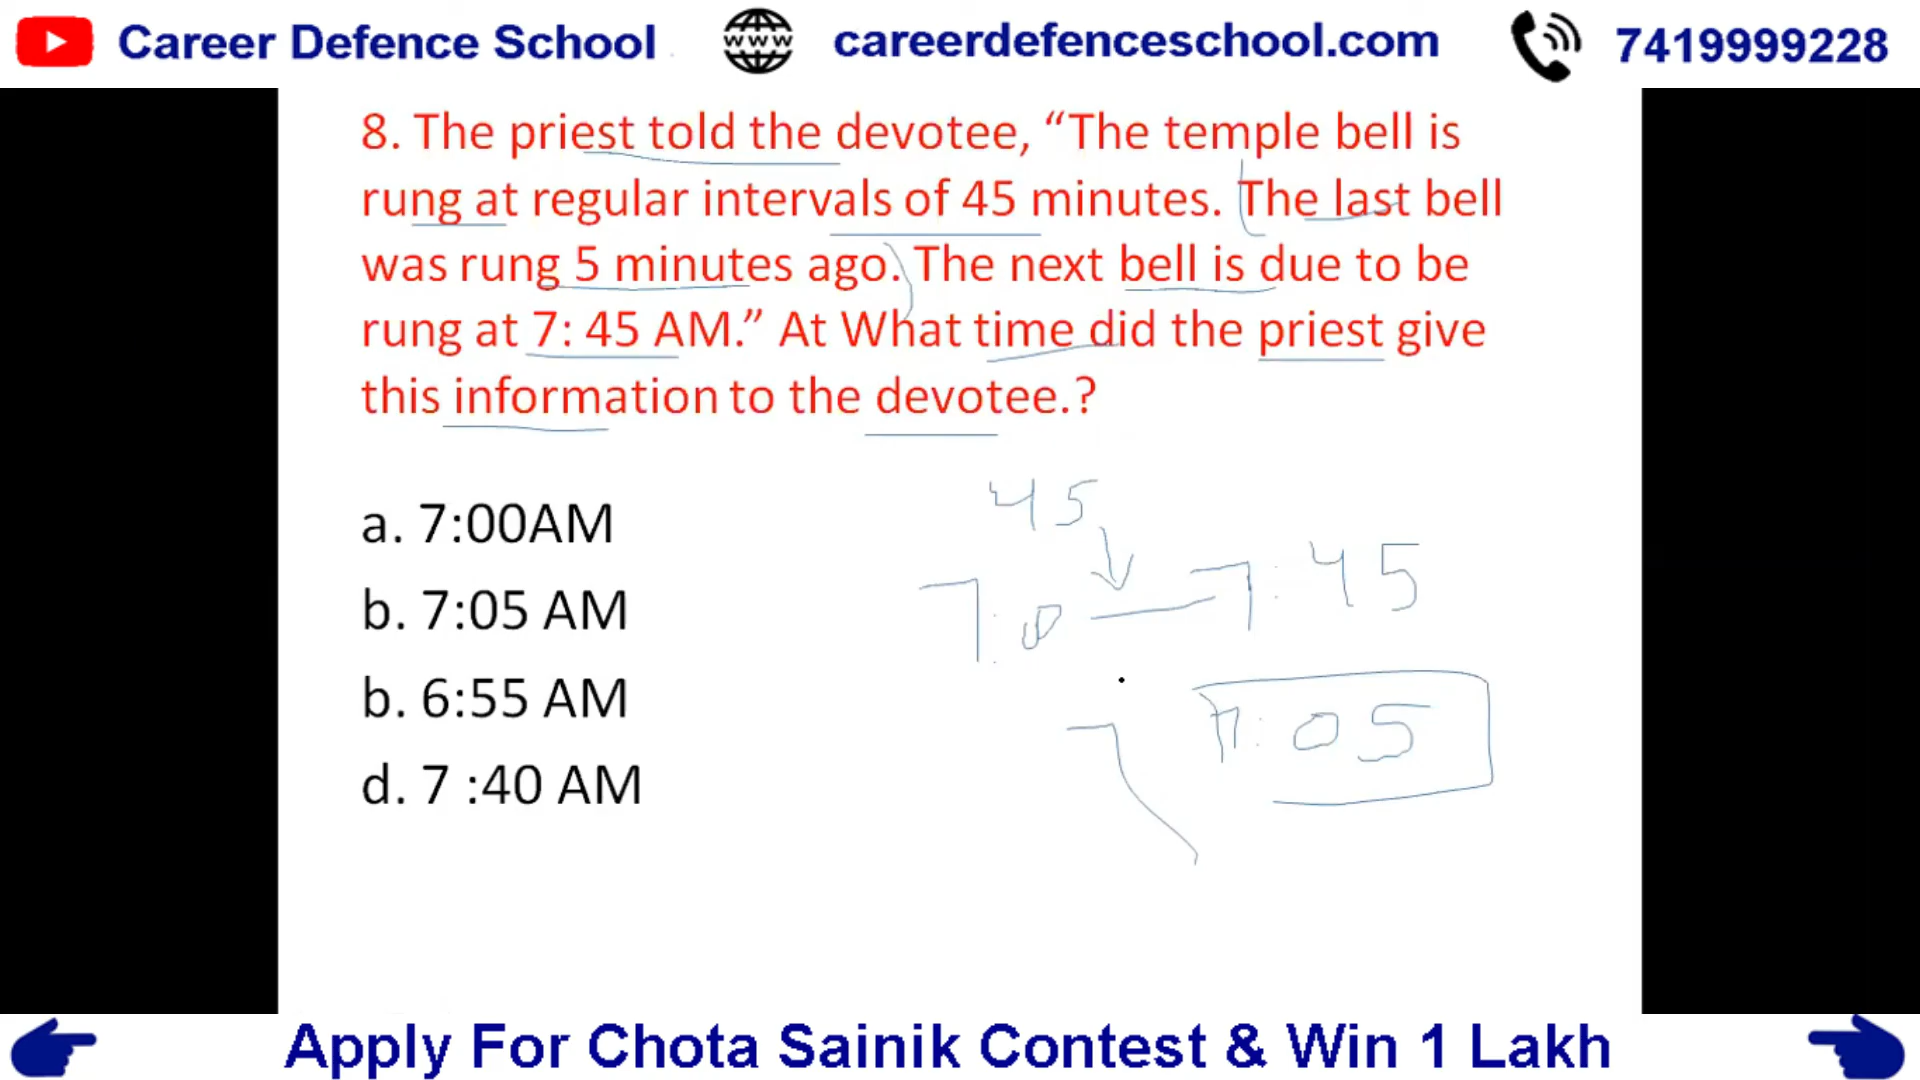 Career Defence School
www
careerdefenceschool.com
7419999228
8. The priest told the devotee, “The temple bell is
rung at regular intervals of 45 minutes. The last bell
was rung 5 minutes ago. The next bell is due to be
rung at 7: 45 AM.” At What time did the priest give
this information to the devotee.?
a. 7:00AM
b. 7:05 AM
b. 6:55 AM
d. 7 :40 AM
45
7:0 7:45
7 7:05
Apply For Chota Sainik Contest & Win 1 Lakh